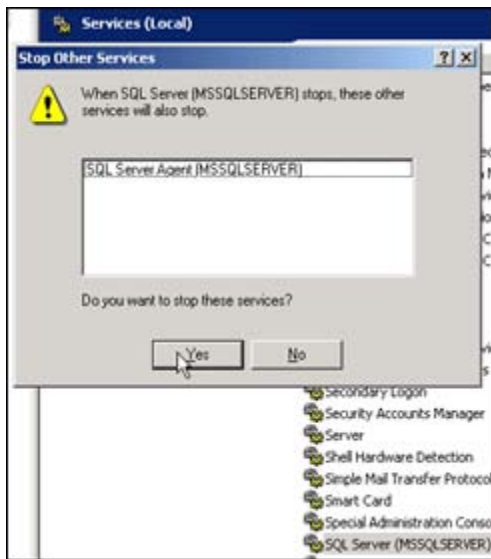 Services (Local)
Stop Other Services
When SQL Server (MSSQLSERVER) stops, these other
services will also stop.
SQL Server Agent (MSSQLSERVER)
Do you want to stop these services?
Yes
No
Secondary Logon
Security Accounts Manager
Server
Shell Hardware Detection
Simple Mail Transfer Protocol
Smart Card
Special Administration Conso
SQL Server (MSSQLSERVER)